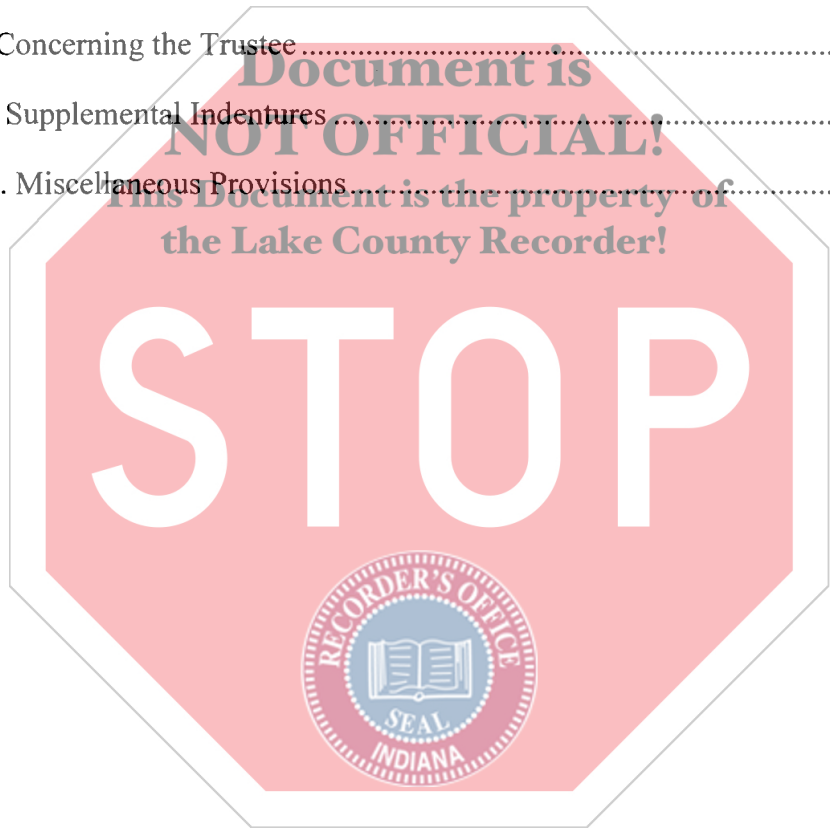 Concerning the Trustee ........................................................................
Document is
Supplemental Indentures ....................................................................
NOT OFFICIAL!
. Miscellaneous Provisions.................................................................
This Document is the property of
the Lake County Recorder!
STOP
RECORDER'S OFFICE
SEAL
INDIANA